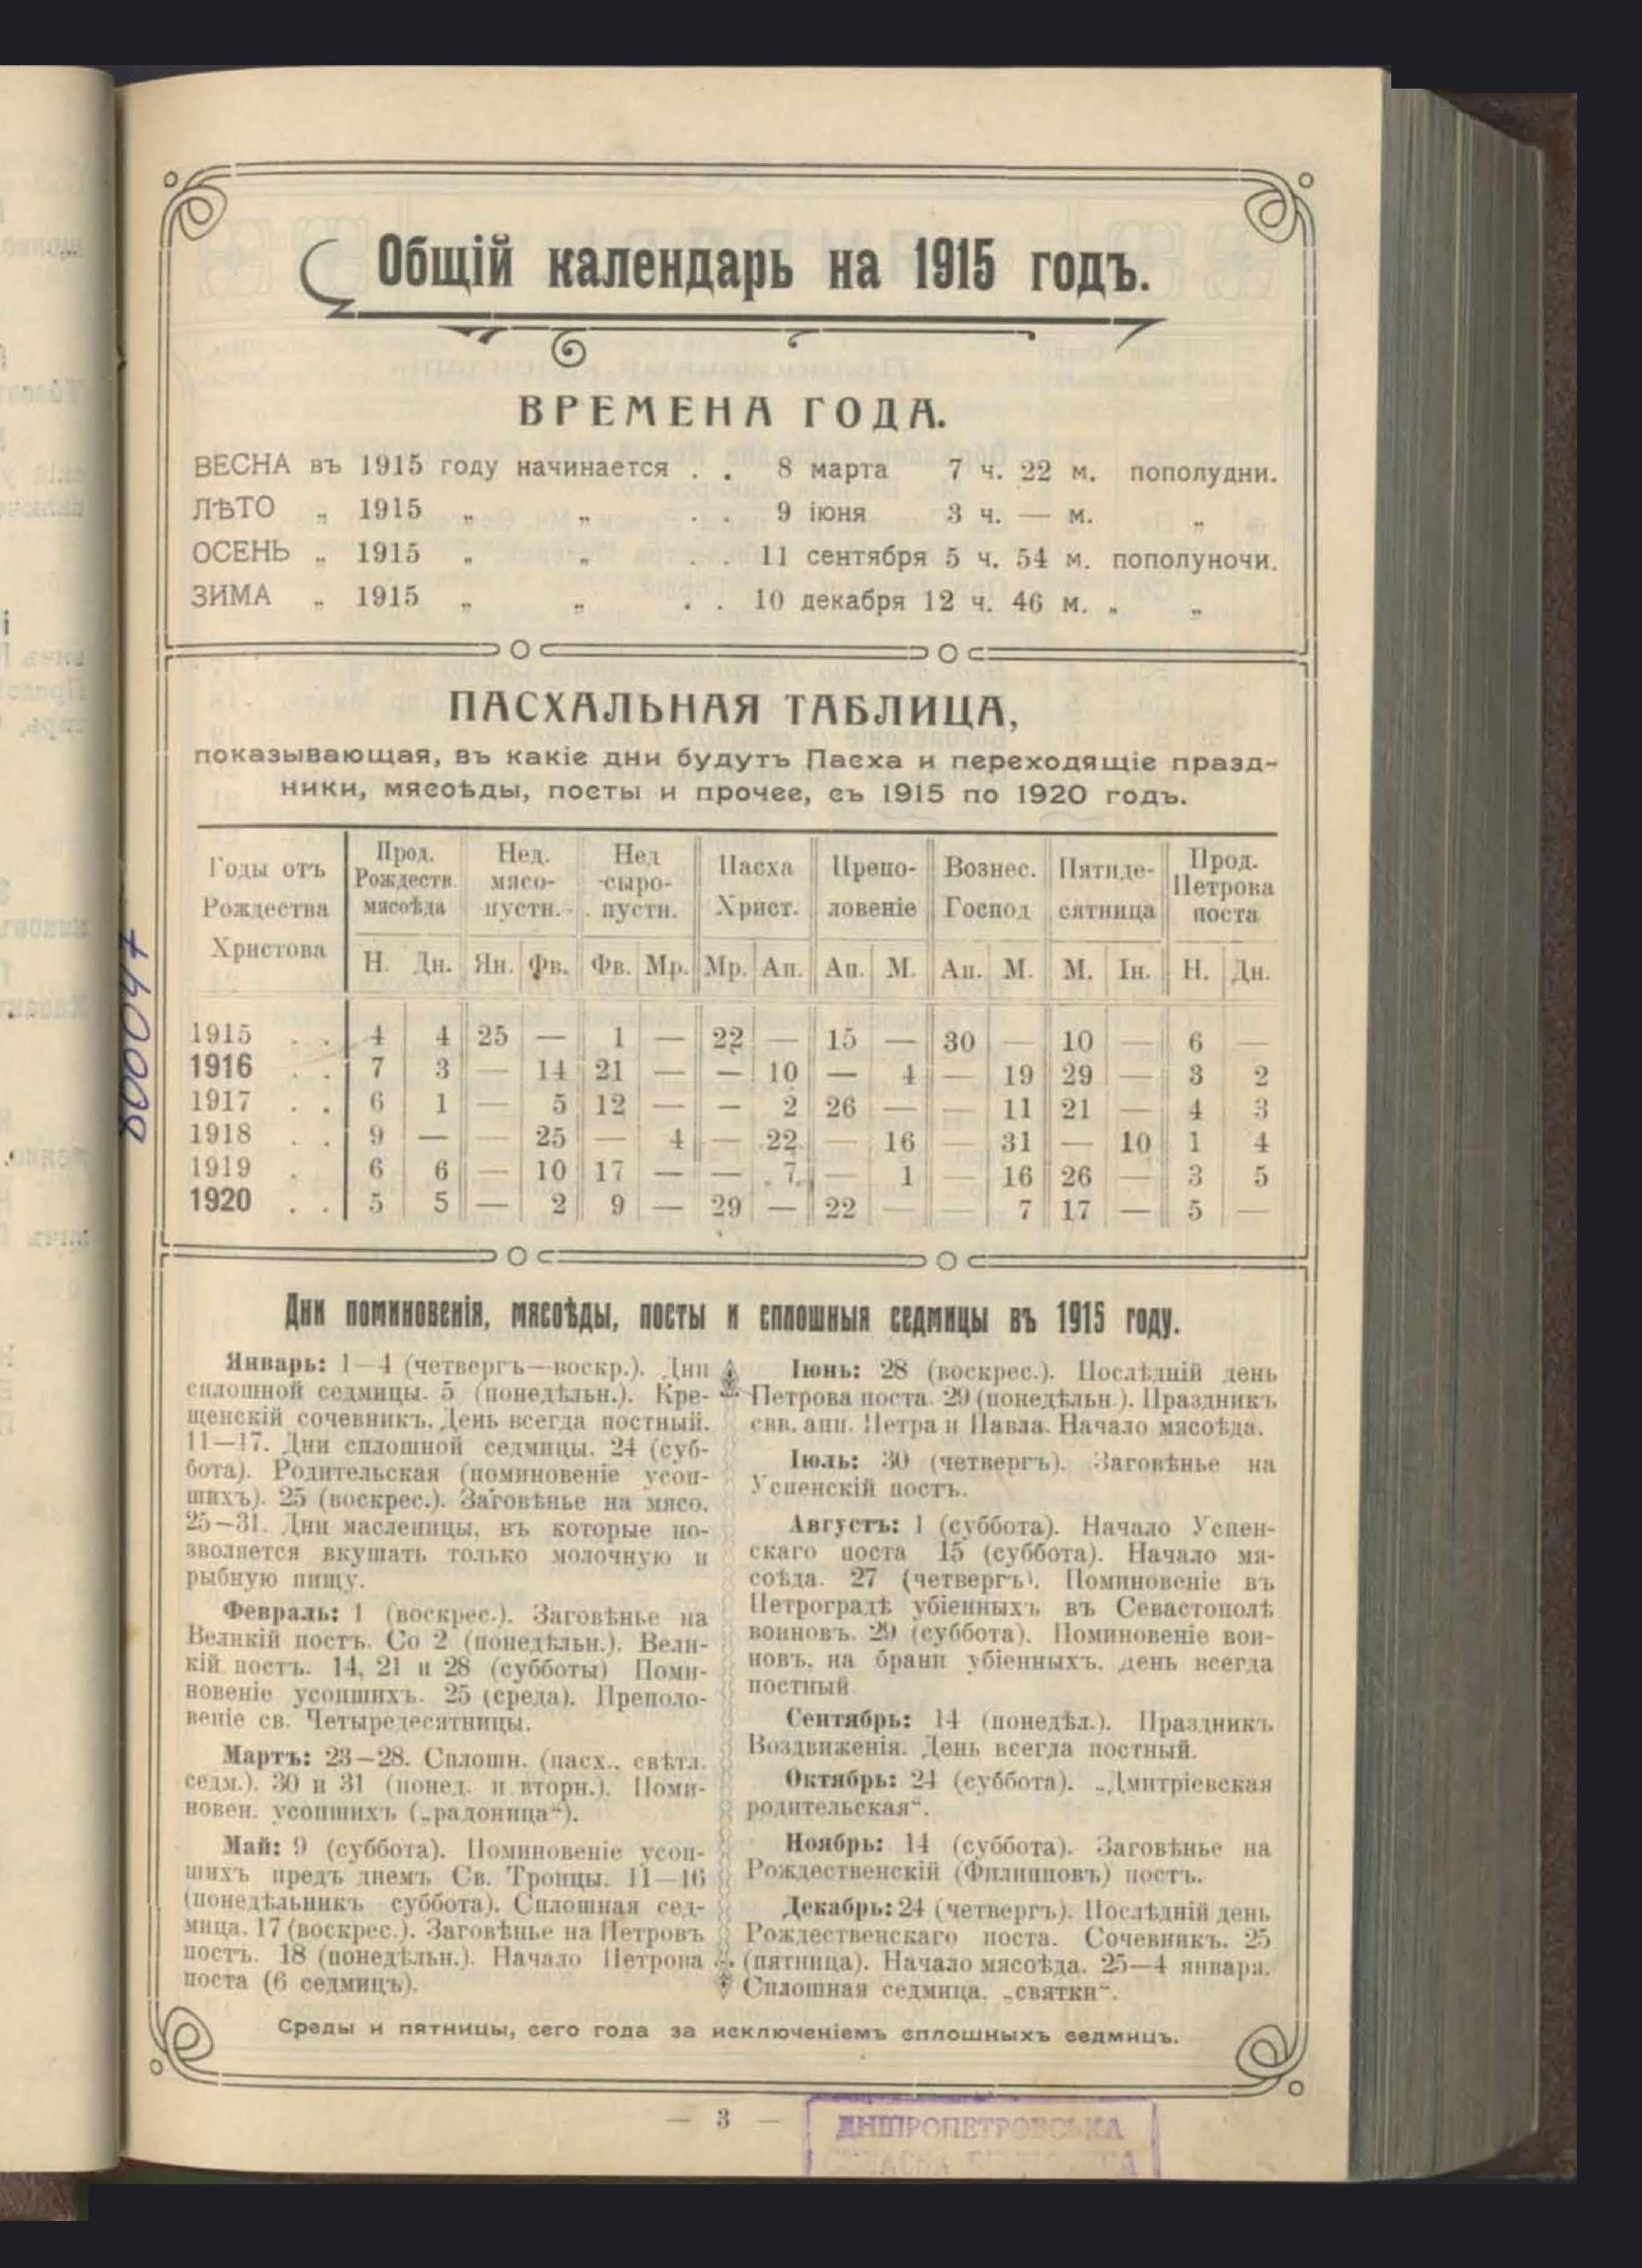 Общій календарь на 1915 годъ.
ВРЕМЕНА ГОДА.
ВЕСНА въ 1915 году начинается . . 8 марта 7 ч. 22 м. пополудни.
ЛѢТО „ 1915 „ „ . . 9 іюня 3 ч. — м. „
ОСЕНЬ „ 1915 „ „ . . 11 сентября 5 ч. 54 м. пополуночи.
ЗИМА „ 1915 „ „ . . 10 декабря 12 ч. 46 м. „ „
ПАСХАЛЬНАЯ ТАБЛИЦА,
показывающая, въ какіе дни будутъ Пасха и переходящіе празд-
ники, мясоѣды, посты и прочее, съ 1915 по 1920 годъ.
Годы отъ Рождества Христова | Прод. Рождеств. мясоѣда | Нед. мясо-пустн. | Нед -сыро-пустн. | Пасха Христ. | Препо-ловеніе | Вознес. Господ | Пятиде-сятница | Прод. Петрова поста
Н. Дн. Ян. Фв. Фв. Мр. Мр. Ап. Ап. М. Ап. М. М. Ін. Н. Дн.
1915 . . 4 4 25 — 1 — 22 — 15 — 30 — 10 — 6 —
1916 . . 7 3 — 14 21 — — 10 — 4 — 19 29 — 3 2
1917 . . 6 1 — 5 12 — — 2 26 — — 11 21 — 4 3
1918 . . 9 — — 25 — 4 — 22 — 16 — 31 — 10 1 4
1919 . 6 6 — 10 17 — — 7 — 1 — 16 26 — 3 5
1920 . . 5 5 — 2 9 — 29 — 22 — — 7 17 — 5 —
Дни поминовенія, мясоѣды, посты и сплошныя седмицы въ 1915 году.
Январь: 1—4 (четвергъ—воскр.). Дни
сплошной седмицы. 5 (понедѣльн.). Кре-
щенскій сочевникъ. День всегда постный.
11—17. Дни сплошной седмицы. 24 (суб-
бота). Родительская (поминовеніе усоп-
шихъ). 25 (воскрес.). Заговѣнье на мясо.
25—31. Дни масленицы, въ которые по-
зволяется вкушать только молочную и
рыбную пищу.
Февраль: 1 (воскрес.). Заговѣнье на
Великій постъ. Со 2 (понедѣльн.). Вели-
кій постъ. 14, 21 и 28 (субботы) Поми-
новеніе усопшихъ. 25 (среда). Преполо-
веніе св. Четыредесятницы.
Мартъ: 23—28. Сплошн. (пасх., свѣтл.
седм.). 30 и 31 (понед. и вторн.). Поми-
новен. усопшихъ („радоница“).
Май: 9 (суббота). Поминовеніе усоп-
шихъ предъ днемъ Св. Троицы. 11—16
(понедѣльникъ суббота). Сплошная сед-
мица. 17 (воскрес.). Заговѣнье на Петровъ
постъ. 18 (понедѣльн.). Начало Петрова
поста (6 седмицъ).
Іюнь: 28 (воскрес.). Послѣдній день
Петрова поста. 29 (понедѣльн.). Праздникъ
свв. апп. Петра и Павла. Начало мясоѣда.
Іюль: 30 (четвергъ). Заговѣнье на
Успенскій постъ.
Августъ: 1 (суббота). Начало Успен-
скаго поста 15 (суббота). Начало мя-
соѣда. 27 (четвергъ). Поминовеніе въ
Петроградѣ убіенныхъ въ Севастополѣ
воиновъ. 29 (суббота). Поминовеніе вои-
новъ, на брани убіенныхъ. день всегда
постный
Сентябрь: 14 (понедѣл.). Праздникъ
Воздвиженія. День всегда постный.
Октябрь: 24 (суббота). „Дмитріевская
родительская“.
Ноябрь: 14 (суббота). Заговѣнье на
Рождественскій (Филипповъ) постъ.
Декабрь: 24 (четвергъ). Послѣдній день
Рождественскаго поста. Сочевникъ. 25
(пятница). Начало мясоѣда. 25—4 января.
Сплошная седмица, „святки“.
Среды и пятницы, сего года за исключеніемъ сплошныхъ седмицъ.
— 3 —
ДНІПРОПЕТРОВСЬКА